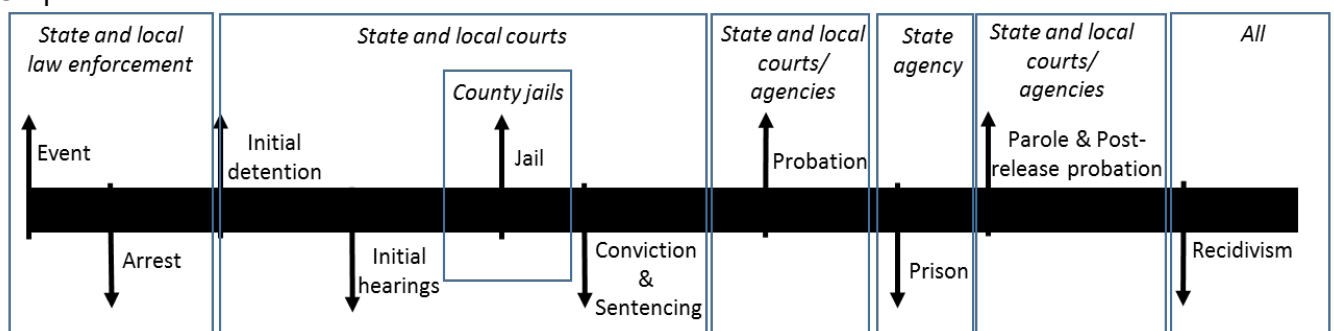 State and local
law enforcement
State and local courts
County jails
State and local
courts/
agencies
State
agency
State and local
courts/
agencies
All
Event
Initial
detention
Jail
Probation
Parole & Post-
release probation
Arrest
Initial
hearings
Conviction
&
Sentencing
Prison
Recidivism